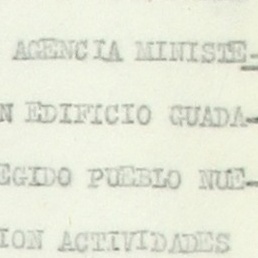 AGENCIA MINISTE-
N EDIFICIO GUADA-
EGIDO PUEBLO NUE-
ION ACTIVIDADES